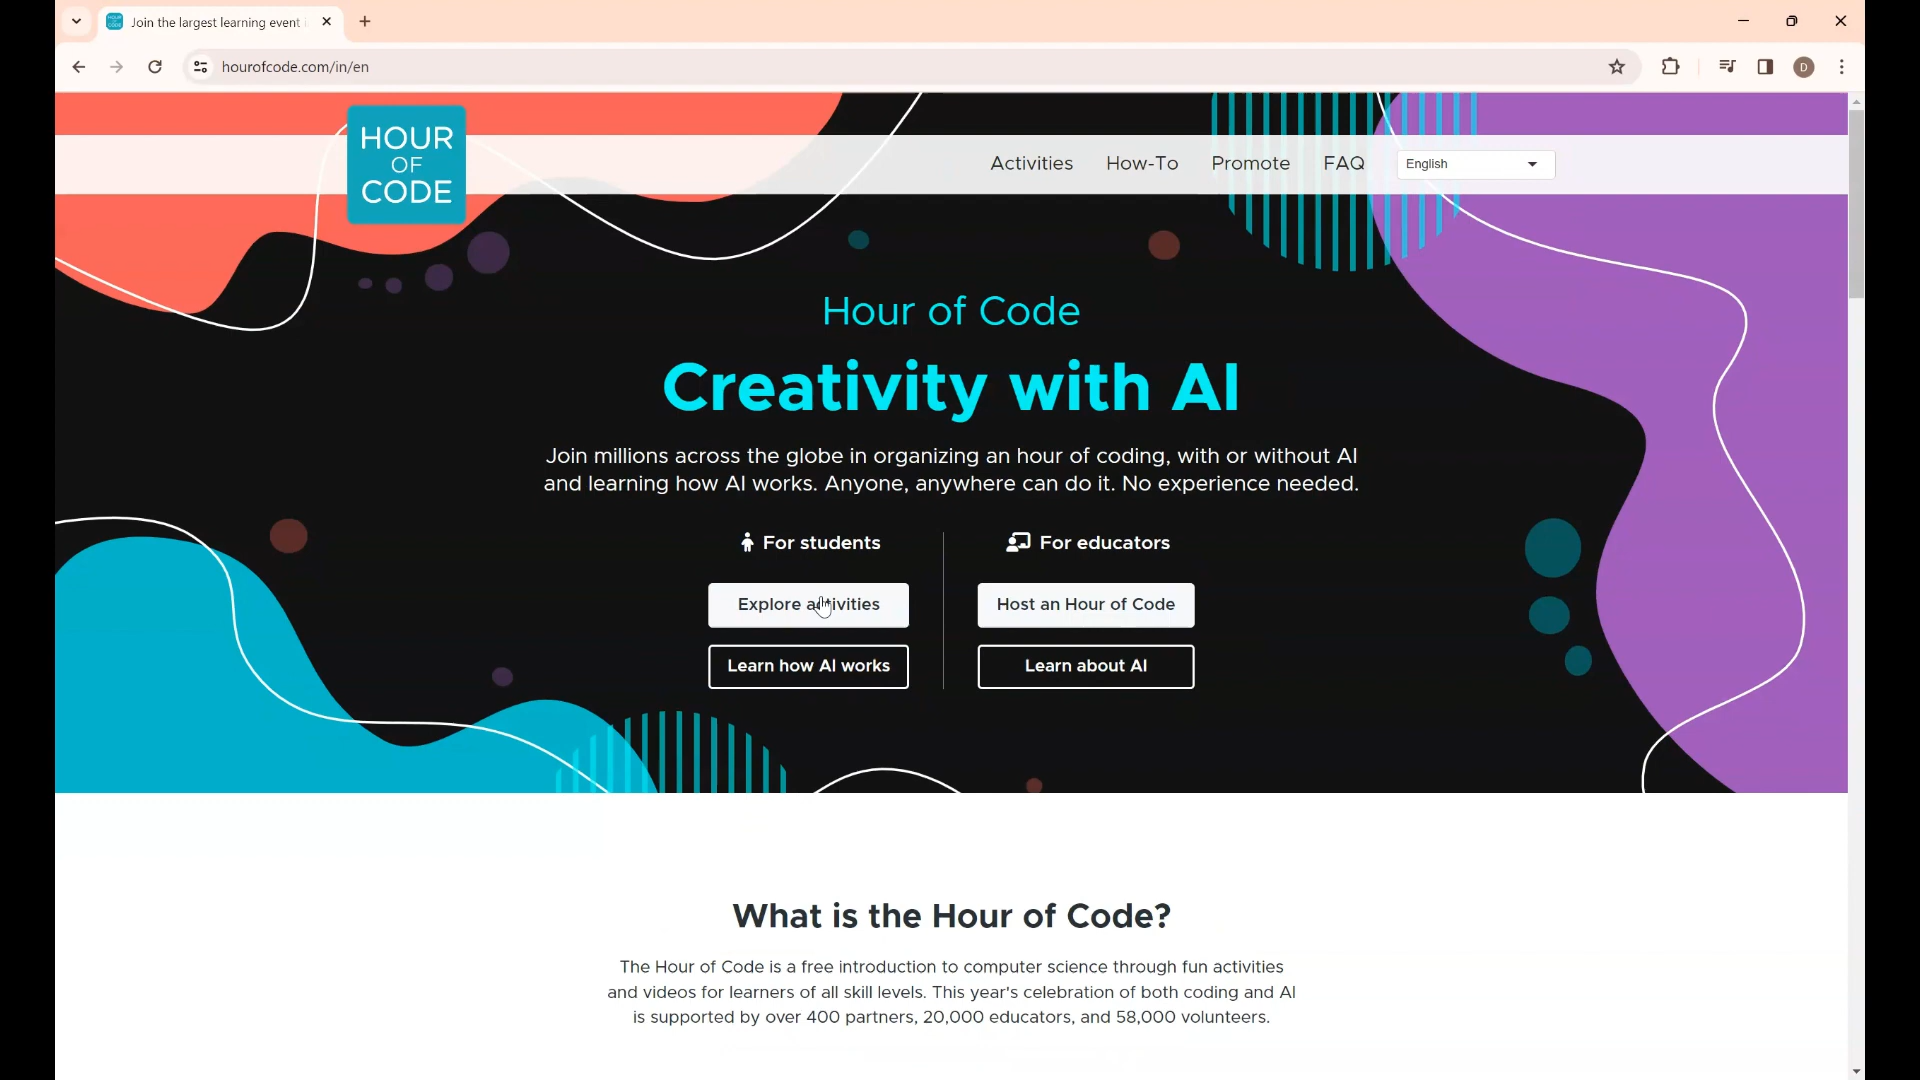 Join the largest learning event
hourofcode.com/in/en
D
HOUR
OF
CODE
Activities
How-To
Promote
FAQ
English
Hour of Code
Creativity with AI
Join millions across the globe in organizing an hour of coding, with or without AI
and learning how AI works. Anyone, anywhere can do it. No experience needed.
For students
For educators
Explore activities
Host an Hour of Code
Learn how AI works
Learn about AI
What is the Hour of Code?
The Hour of Code is a free introduction to computer science through fun activities
and videos for learners of all skill levels. This year's celebration of both coding and AI
is supported by over 400 partners, 20,000 educators, and 58,000 volunteers.